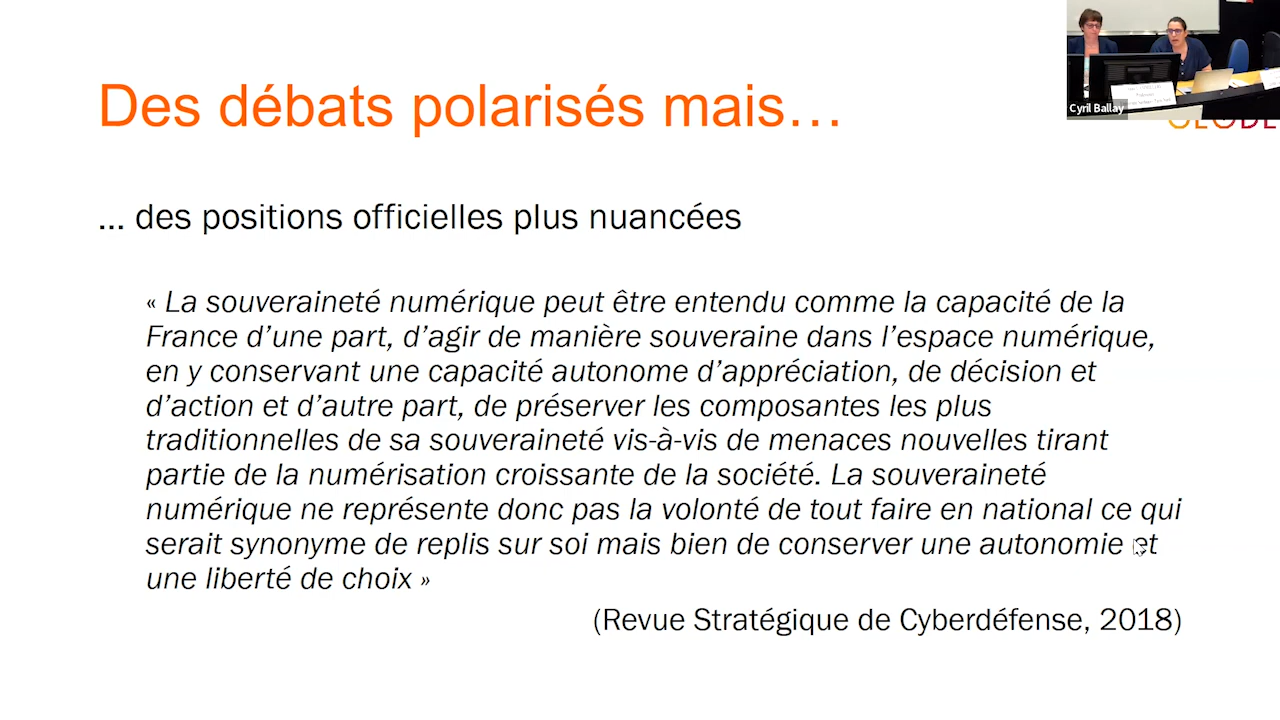 Des débats polarisés mais…
Cyril Ballay
… des positions officielles plus nuancées
« La souveraineté numérique peut être entendu comme la capacité de la
France d’une part, d’agir de manière souveraine dans l’espace numérique,
en y conservant une capacité autonome d’appréciation, de décision et
d’action et d’autre part, de préserver les composantes les plus
traditionnelles de sa souveraineté vis-à-vis de menaces nouvelles tirant
partie de la numérisation croissante de la société. La souveraineté
numérique ne représente donc pas la volonté de tout faire en national ce qui
serait synonyme de replis sur soi mais bien de conserver une autonomie et
une liberté de choix »
(Revue Stratégique de Cyberdéfense, 2018)